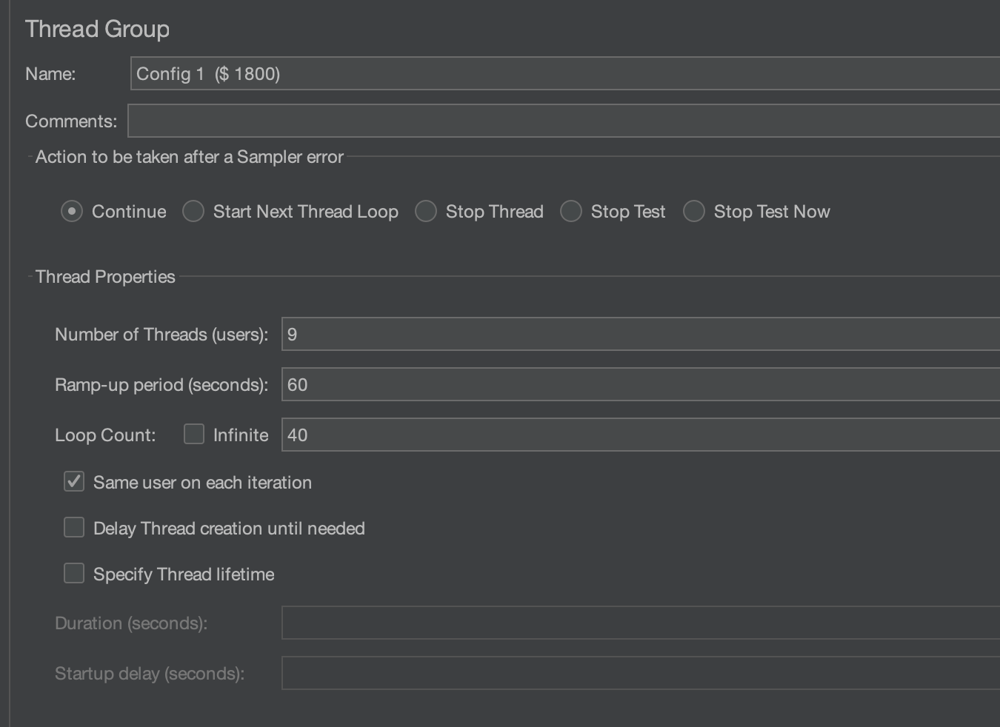 Thread Group
Name: Config 1  ($ 1800)
Comments:
Action to be taken after a Sampler error
Continue Start Next Thread Loop Stop Thread Stop Test Stop Test Now
Thread Properties
Number of Threads (users): 9
Ramp-up period (seconds): 60
Loop Count: Infinite 40
Same user on each iteration
Delay Thread creation until needed
Specify Thread lifetime
Duration (seconds):
Startup delay (seconds):